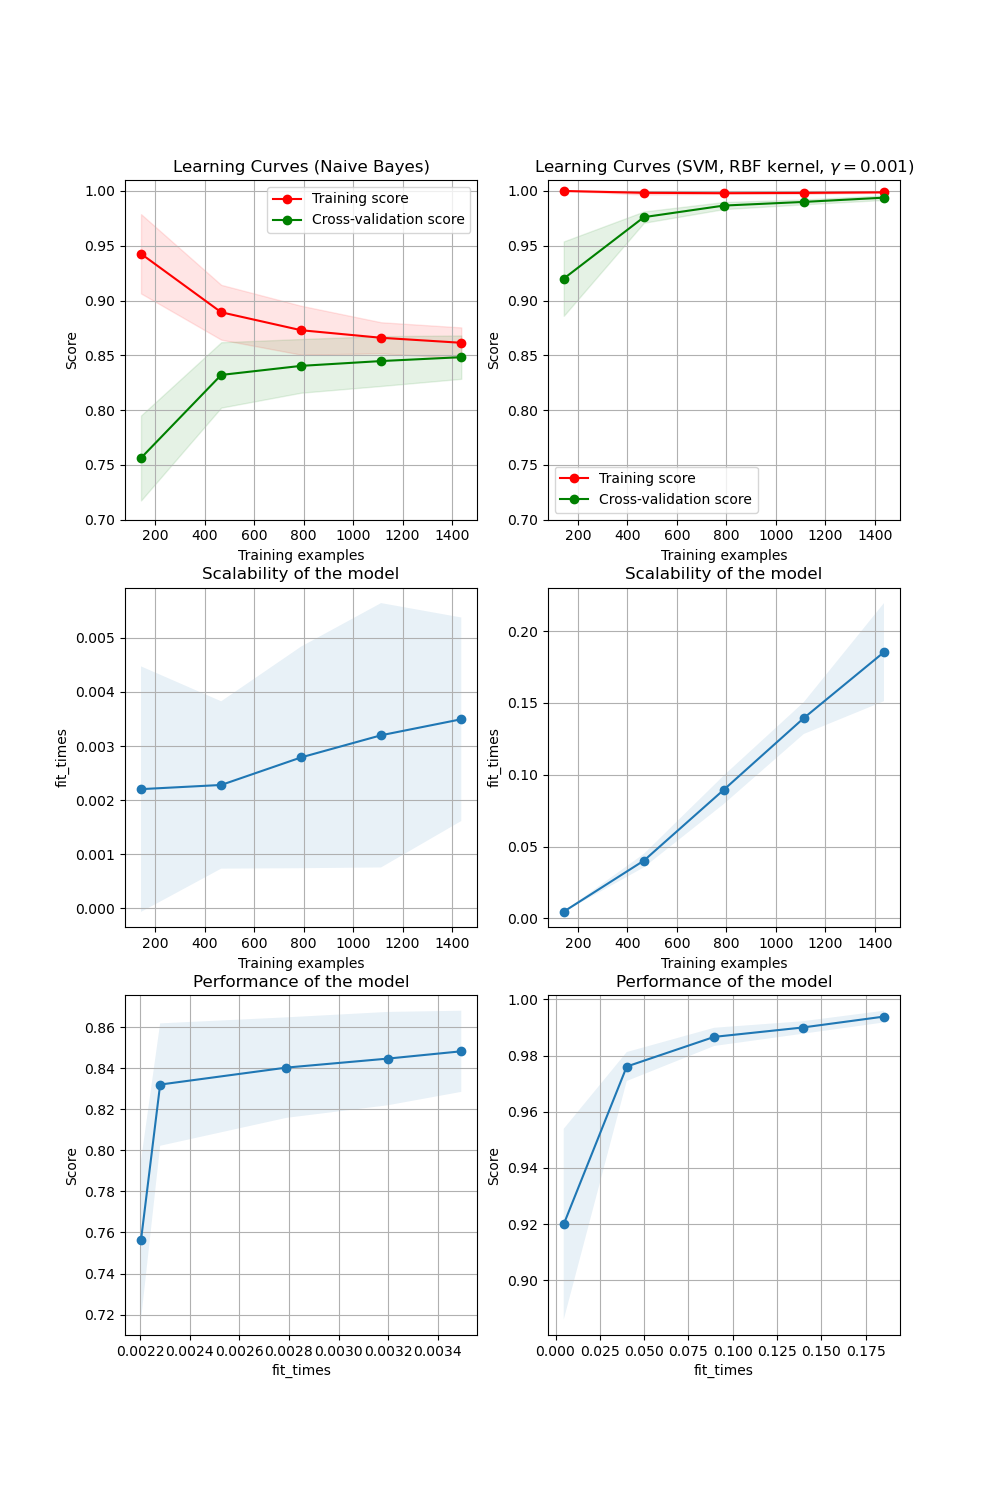 Learning Curves (Naive Bayes)
1.00
0.95
0.90
0.85
0.80
0.75
0.70
Score
Training score
Cross-validation score
200 400 600 800 1000 1200 1400
Training examples
Learning Curves (SVM, RBF kernel, γ = 0.001)
1.00
0.95
0.90
0.85
0.80
0.75
0.70
Score
Training score
Cross-validation score
200 400 600 800 1000 1200 1400
Training examples
Scalability of the model
0.005
0.004
0.003
0.002
0.001
0.000
fit_times
200 400 600 800 1000 1200 1400
Training examples
Scalability of the model
0.20
0.15
0.10
0.05
0.00
fit_times
200 400 600 800 1000 1200 1400
Training examples
Performance of the model
0.86
0.84
0.82
0.80
0.78
0.76
0.74
0.72
Score
0.0022 0.0024 0.0026 0.0028 0.0030 0.0032 0.0034
fit_times
Performance of the model
1.00
0.98
0.96
0.94
0.92
0.90
Score
0.000 0.025 0.050 0.075 0.100 0.125 0.150 0.175
fit_times